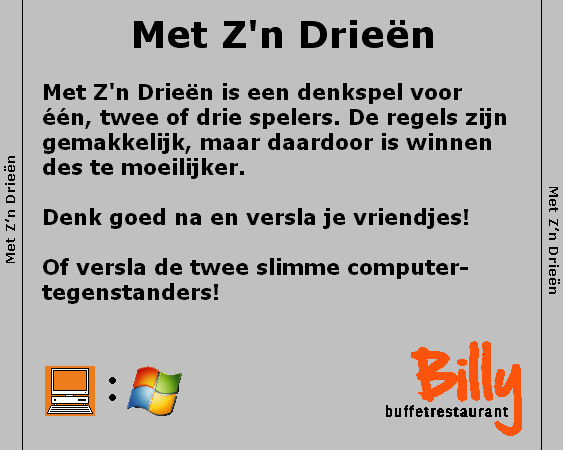 Met Z'n Drieën
Met Z'n Drieën is een denkspel voor
één, twee of drie spelers. De regels zijn
gemakkelijk, maar daardoor is winnen
des te moeilijker.
Denk goed na en versla je vriendjes!
Of versla de twee slimme computer-
tegenstanders!
:
Billy
buffetrestaurant
Met Z'n Drieën
Met Z'n Drieën